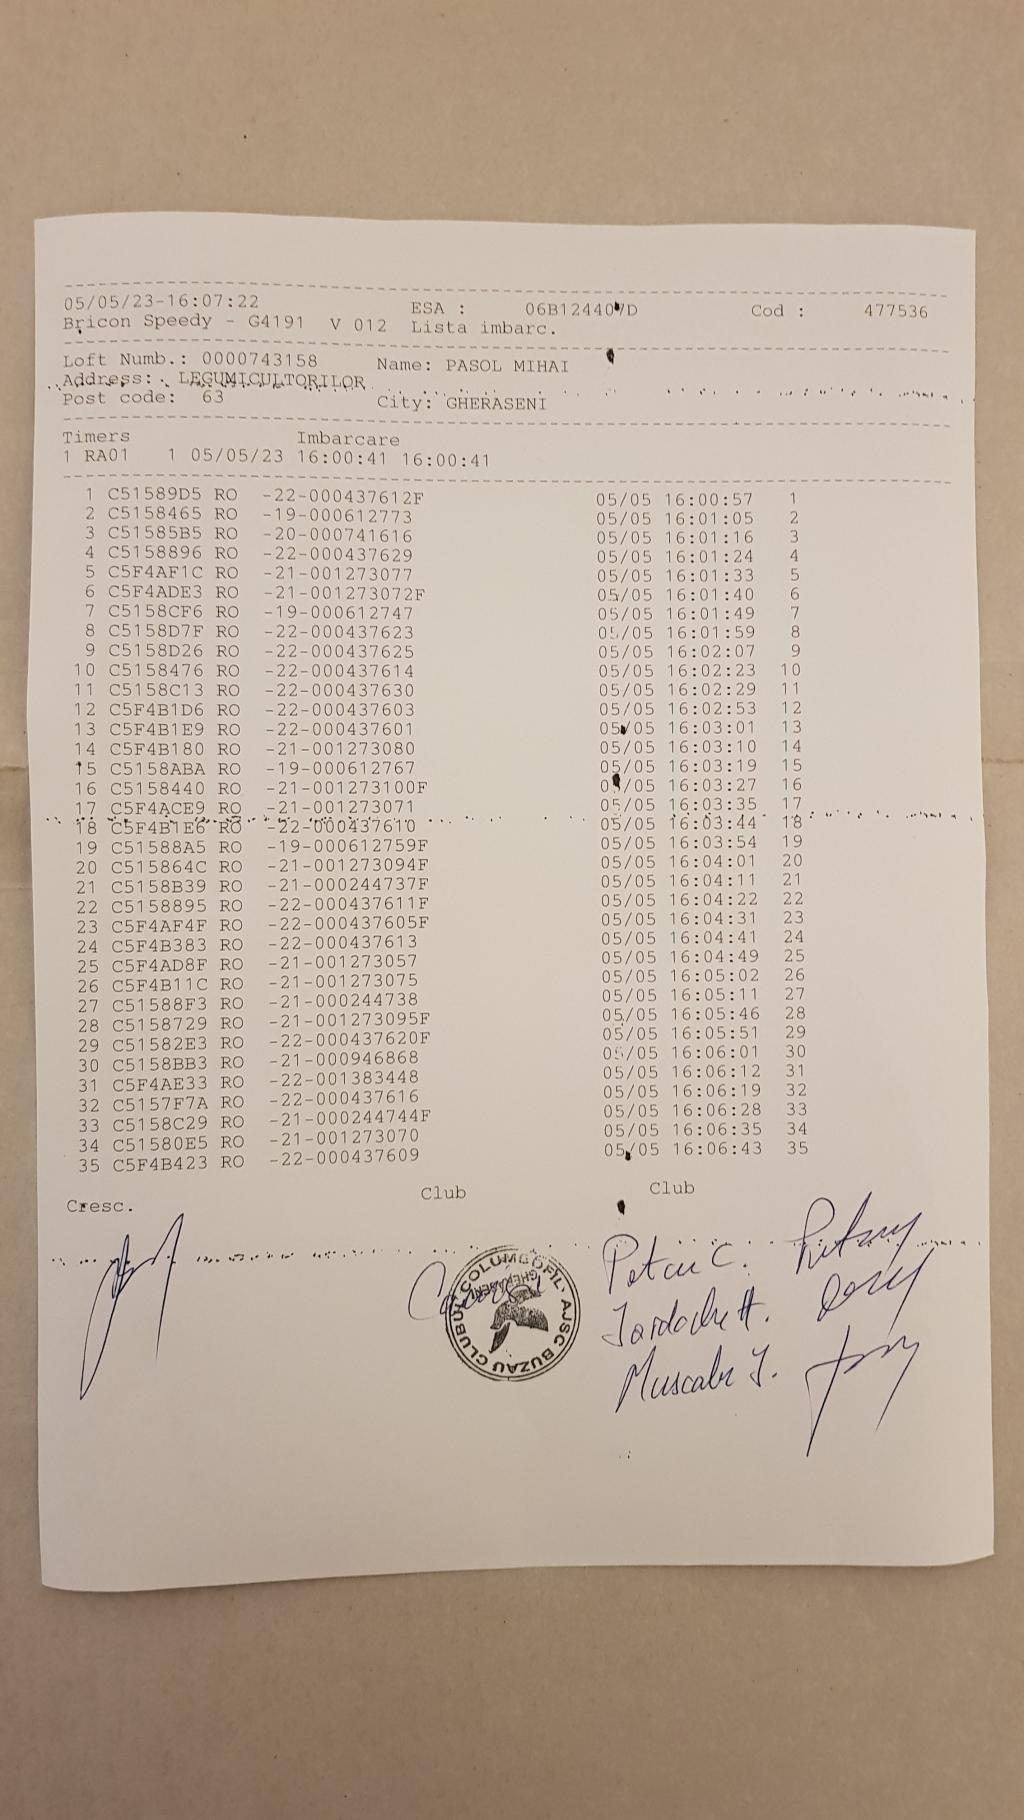 05/05/23-16:07:22 ESA : 06B124407D Cod : 477536
Bricon Speedy - G4191 V 012 Lista imbarc.
Loft Numb.: 0000743158 Name: PASOL MIHAI
Address: LEGUMICULTORILOR
Post code: 63 City: GHERASENI
Timers Imbarcare
1 RA01 1 05/05/23 16:00:41 16:00:41
1 C51589D5 RO -22-000437612F 05/05 16:00:57 1
2 C5158465 RO -19-000612773 05/05 16:01:05 2
3 C51585B5 RO -20-000741616 05/05 16:01:16 3
4 C5158896 RO -22-000437629 05/05 16:01:24 4
5 C5F4AF1C RO -21-001273077 05/05 16:01:33 5
6 C5F4ADE3 RO -21-001273072F 05/05 16:01:40 6
7 C5158CF6 RO -19-000612747 05/05 16:01:49 7
8 C5158D7F RO -22-000437623 05/05 16:01:59 8
9 C5158D26 RO -22-000437625 05/05 16:02:07 9
10 C5158476 RO -22-000437614 05/05 16:02:23 10
11 C5158C13 RO -22-000437630 05/05 16:02:29 11
12 C5F4B1D6 RO -22-000437603 05/05 16:02:53 12
13 C5F4B1E9 RO -22-000437601 05/05 16:03:01 13
14 C5F4B180 RO -21-001273080 05/05 16:03:10 14
15 C5158ABA RO -19-000612767 05/05 16:03:19 15
16 C5158440 RO -21-001273100F 05/05 16:03:27 16
17 C5F4ACE9 RO -21-001273071 05/05 16:03:35 17
18 C5F4B1E6 RO -22-000437610 05/05 16:03:44 18
19 C51588A5 RO -19-000612759F 05/05 16:03:54 19
20 C515864C RO -21-001273094F 05/05 16:04:01 20
21 C5158B39 RO -21-000244737F 05/05 16:04:11 21
22 C5158895 RO -22-000437611F 05/05 16:04:22 22
23 C5F4AF4F RO -22-000437605F 05/05 16:04:31 23
24 C5F4B383 RO -22-000437613 05/05 16:04:41 24
25 C5F4AD8F RO -21-001273057 05/05 16:04:49 25
26 C5F4B11C RO -21-001273075 05/05 16:05:02 26
27 C51588F3 RO -21-000244738 05/05 16:05:11 27
28 C5158729 RO -21-001273095F 05/05 16:05:46 28
29 C51582E3 RO -22-000437620F 05/05 16:05:51 29
30 C5158BB3 RO -21-000946868 05/05 16:06:01 30
31 C5F4AE33 RO -22-001383448 05/05 16:06:12 31
32 C5157F7A RO -22-000437616 05/05 16:06:19 32
33 C5158C29 RO -21-000244744F 05/05 16:06:28 33
34 C51580E5 RO -21-001273070 05/05 16:06:35 34
35 C5F4B423 RO -22-000437609 05/05 16:06:43 35
Cresc. Club Club
CLUBUL COLUMBOFIL AJSC BUZAU
GHERASENI
Petcu C.
Iordache H.
Muscalu I.